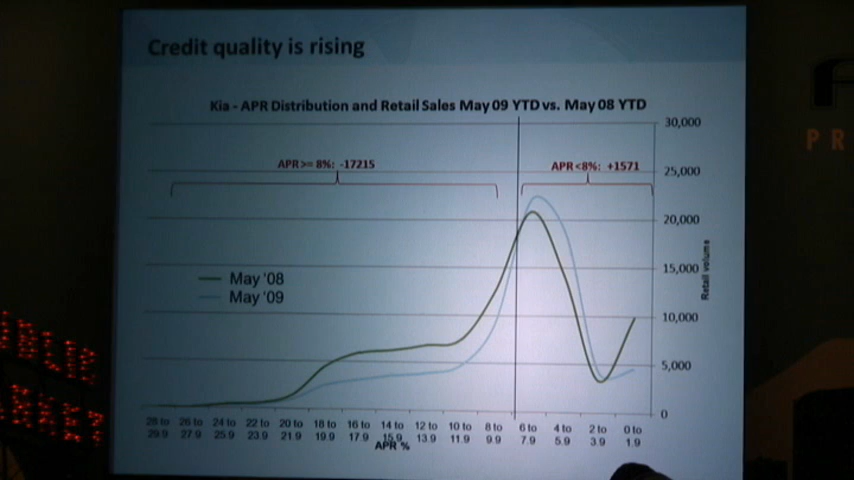 Credit quality is rising
Kia - APR Distribution and Retail Sales May 09 YTD vs. May 08 YTD
APR>= 8%: -17215
APR<8%: +1571
30,000
25,000
20,000
15,000
10,000
5,000
0
Retail volume
May '08
May '09
28 to 26 to 24 to 22 to 20 to 18 to 16 to 14 to 12 to 10 to 8 to 6 to 4 to 2 to 0 to
29.9 27.9 25.9 23.9 21.9 19.9 17.9 15.9 13.9 11.9 9.9 7.9 5.9 3.9 1.9
APR %
P R